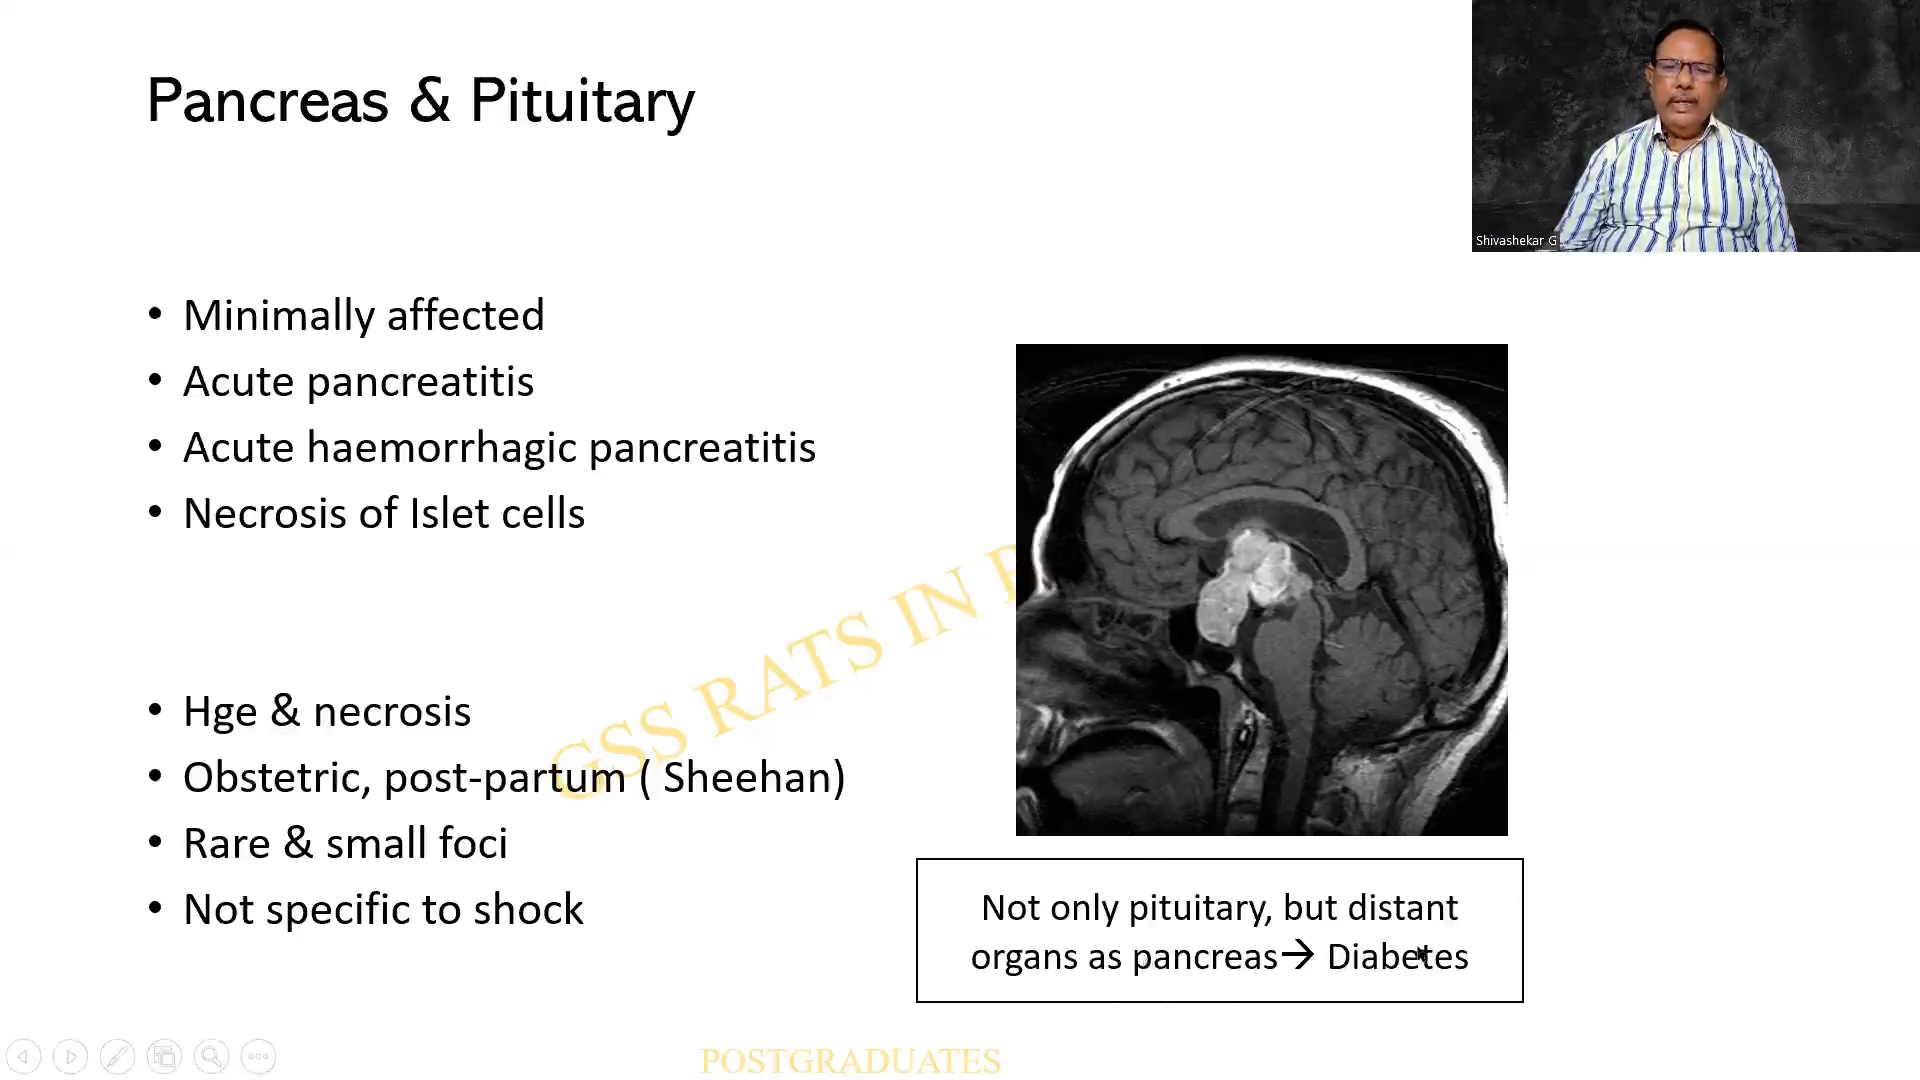 Pancreas & Pituitary
Shivashekar G
• Minimally affected
• Acute pancreatitis
• Acute haemorrhagic pancreatitis
• Necrosis of Islet cells
GSS RATS IN
• Hge & necrosis
• Obstetric, post-partum ( Sheehan)
• Rare & small foci
• Not specific to shock
Not only pituitary, but distant
organs as pancreas→ Diabetes
POSTGRADUATES